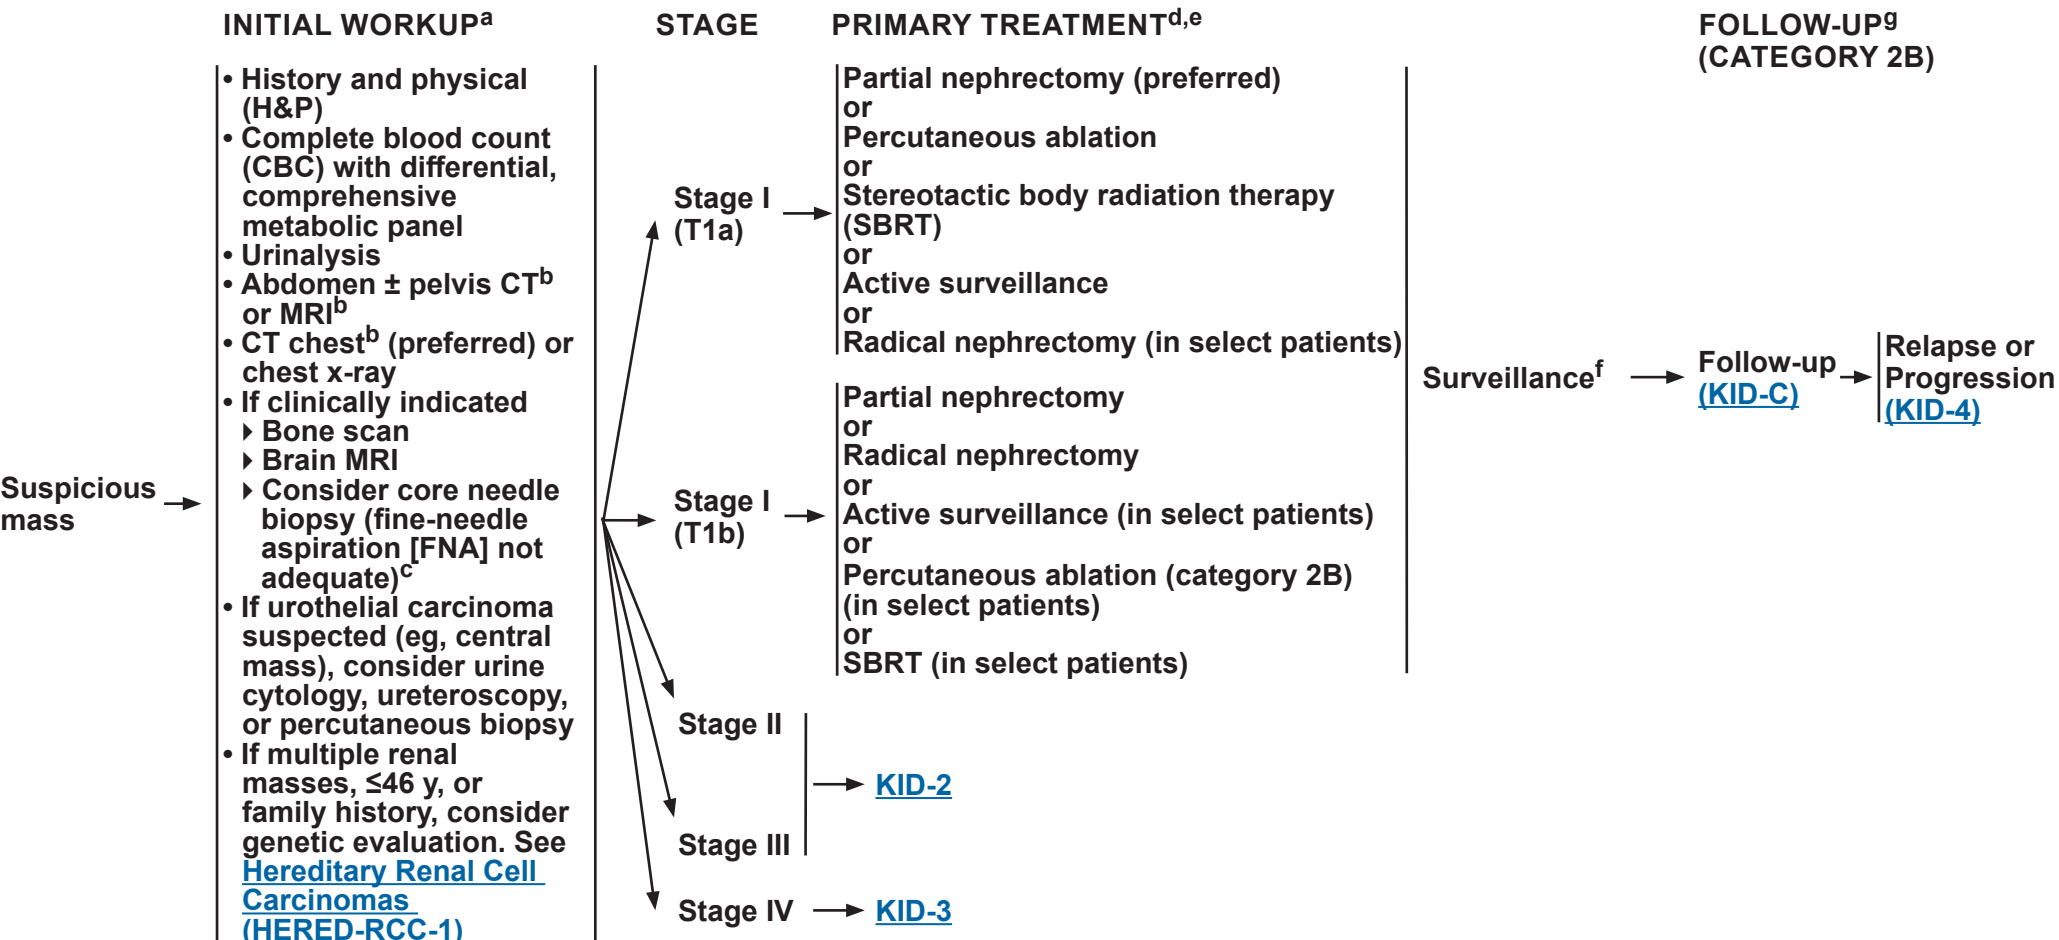 INITIAL WORKUPa
STAGE
PRIMARY TREATMENTd,e
FOLLOW-UPg
(CATEGORY 2B)
Suspicious
mass
• History and physical
(H&P)
• Complete blood count
(CBC) with differential,
comprehensive
metabolic panel
• Urinalysis
• Abdomen ± pelvis CTb
or MRIb
• CT chestb (preferred) or
chest x-ray
• If clinically indicated
Bone scan
Brain MRI
Consider core needle
biopsy (fine-needle
aspiration [FNA] not
adequate)c
• If urothelial carcinoma
suspected (eg, central
mass), consider urine
cytology, ureteroscopy,
or percutaneous biopsy
• If multiple renal
masses, ≤46 y, or
family history, consider
genetic evaluation. See
Hereditary Renal Cell
Carcinomas
(HERED-RCC-1)
Stage I
(T1a)
Partial nephrectomy (preferred)
or
Percutaneous ablation
or
Stereotactic body radiation therapy
(SBRT)
or
Active surveillance
or
Radical nephrectomy (in select patients)
Stage I
(T1b)
Partial nephrectomy
or
Radical nephrectomy
or
Active surveillance (in select patients)
or
Percutaneous ablation (category 2B)
(in select patients)
or
SBRT (in select patients)
Surveillancef
Follow-up
(KID-C)
Relapse or
Progression
(KID-4)
Stage II
Stage III
KID-2
Stage IV
KID-3